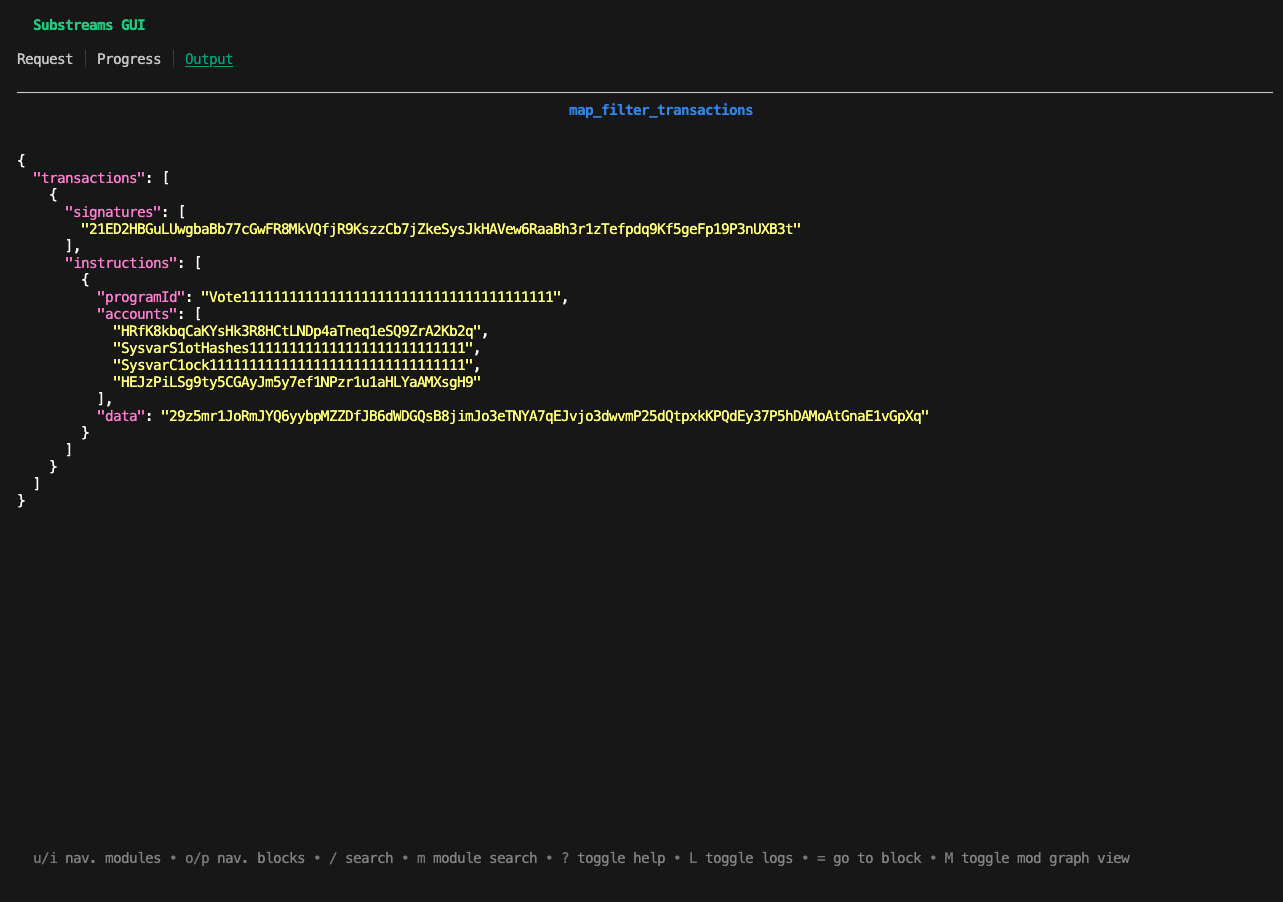 Substreams GUI
Request | Progress | Output
map_filter_transactions
{
  "transactions": [
    {
      "signatures": [
        "21ED2HBGuLUwgbaBb77cGwFR8MkVQfjR9KszzCb7jZkeSysJkHAVew6RaaBh3r1zTefpdq9Kf5geFp19P3nUXB3t"
      ],
      "instructions": [
        {
          "programId": "Vote111111111111111111111111111111111111111",
          "accounts": [
            "HRfK8kbqCaKYsHk3R8HCtLNDp4aTneq1eSQ9ZrA2Kb2q",
            "SysvarS1otHashes111111111111111111111111111",
            "SysvarC1ock11111111111111111111111111111111",
            "HEJzPiLSg9ty5CGAyJm5y7ef1NPzr1u1aHLYaAMXsgH9"
          ],
          "data": "29z5mr1JoRmJYQ6yybpMZZDfJB6dWDGQsB8jimJo3eTNYA7qEJvjo3dwvmP25dQtpxkKPQdEy37P5hDAMoAtGnaE1vGpXq"
        }
      ]
    }
  ]
}
u/i nav. modules • o/p nav. blocks • / search • m module search • ? toggle help • L toggle logs • = go to block • M toggle mod graph view